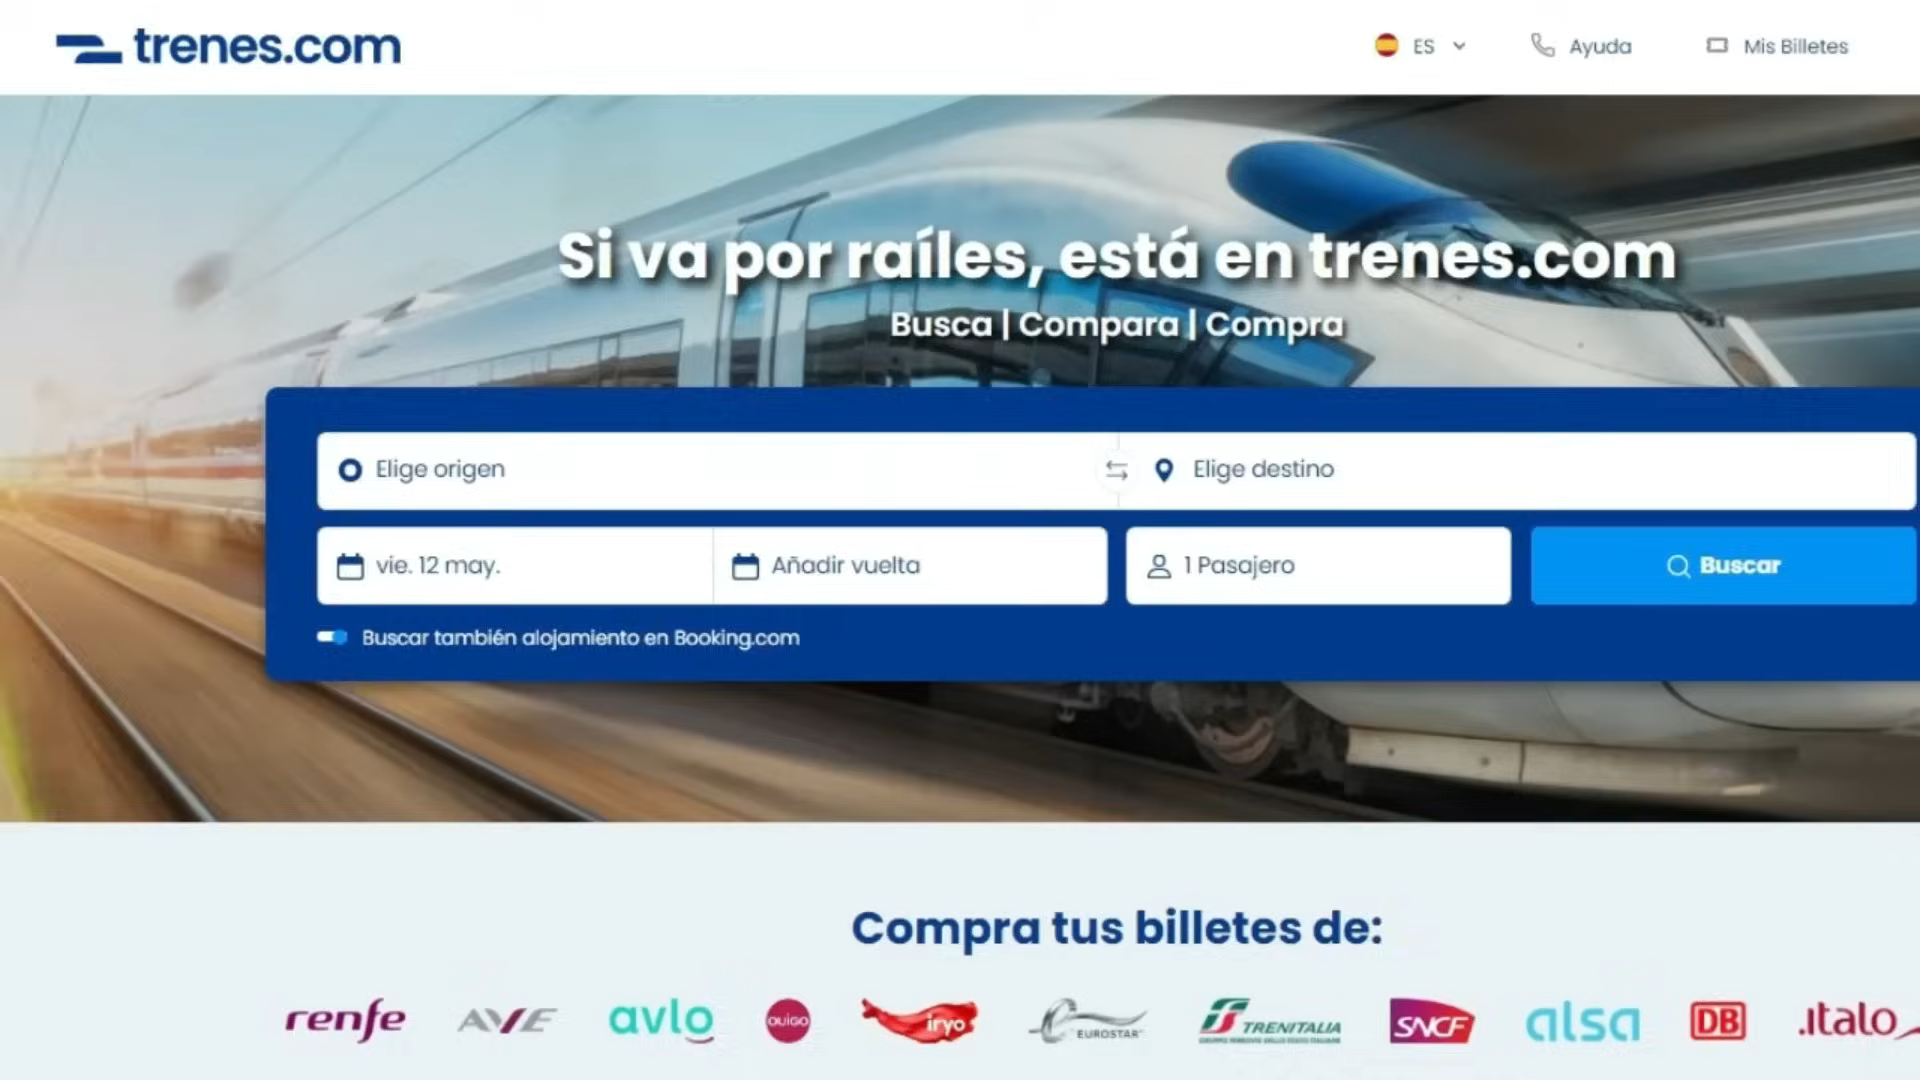 trenes.com
ES
Ayuda
Mis Billetes
Si va por raíles, está en trenes.com
Busca | Compara | Compra
Elige origen
Elige destino
vie. 12 may.
Añadir vuelta
1 Pasajero
Buscar
Buscar también alojamiento en Booking.com
Compra tus billetes de:
renfe
AVE
avlo
OUIGO
iryo
EUROSTAR
TRENITALIA
SNCF
alsa
DB
.italo